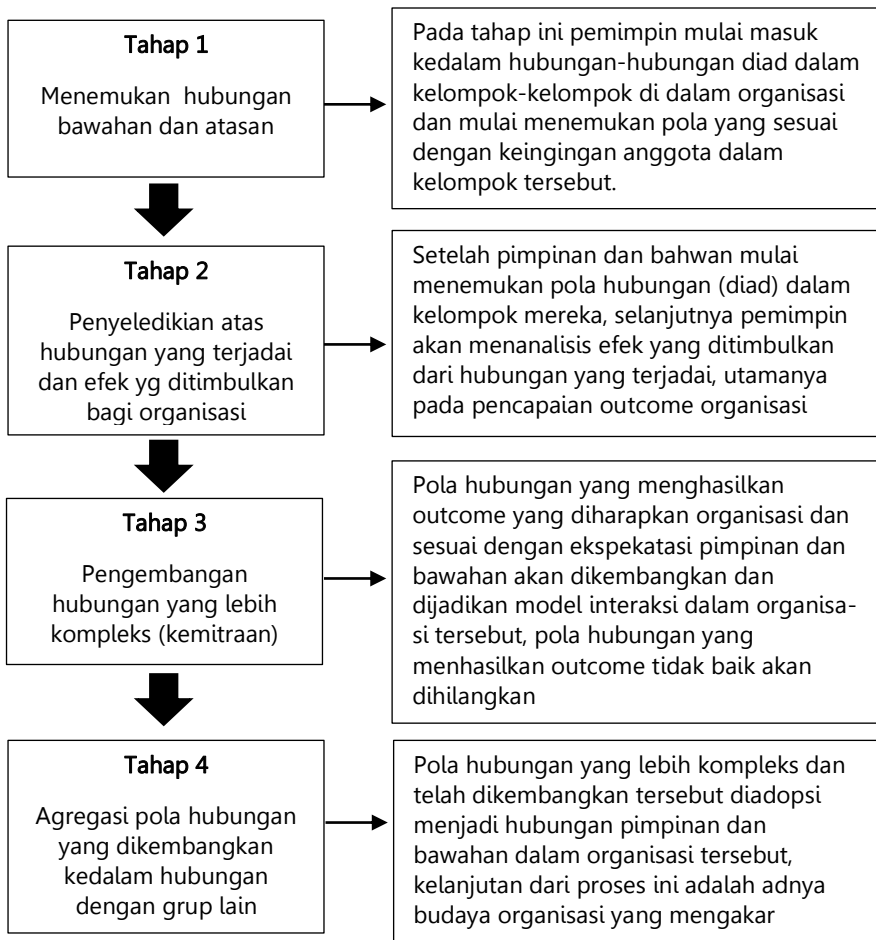 Tahap 1
Menemukan hubungan
bawahan dan atasan
Pada tahap ini pemimpin mulai masuk
kedalam hubungan-hubungan diad dalam
kelompok-kelompok di dalam organisasi
dan mulai menemukan pola yang sesuai
dengan keingingan anggota dalam
kelompok tersebut.
Tahap 2
Penyeledikian atas
hubungan yang terjadai
dan efek yg ditimbulkan
bagi organisasi
Setelah pimpinan dan bahwan mulai
menemukan pola hubungan (diad) dalam
kelompok mereka, selanjutnya pemimpin
akan menanalisis efek yang ditimbulkan
dari hubungan yang terjadai, utamanya
pada pencapaian outcome organisasi
Tahap 3
Pengembangan
hubungan yang lebih
kompleks (kemitraan)
Pola hubungan yang menghasilkan
outcome yang diharapkan organisasi dan
sesuai dengan ekspekatasi pimpinan dan
bawahan akan dikembangkan dan
dijadikan model interaksi dalam organisa-
si tersebut, pola hubungan yang
menhasilkan outcome tidak baik akan
dihilangkan
Tahap 4
Agregasi pola hubungan
yang dikembangkan
kedalam hubungan
dengan grup lain
Pola hubungan yang lebih kompleks dan
telah dikembangkan tersebut diadopsi
menjadi hubungan pimpinan dan
bawahan dalam organisasi tersebut,
kelanjutan dari proses ini adalah adnya
budaya organisasi yang mengakar